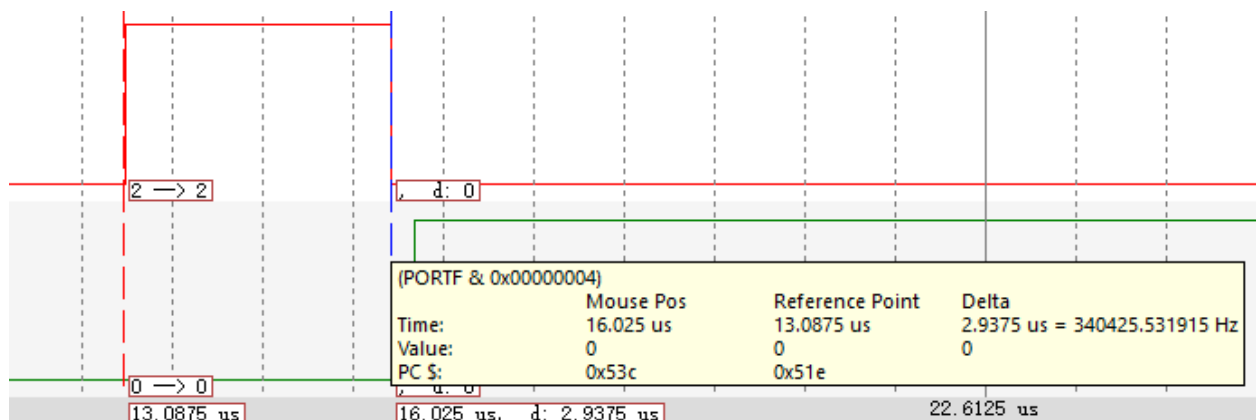 2 —> 2
, d: 0
(PORTF & 0x00000004)
Mouse Pos Reference Point Delta
Time: 16.025 us 13.0875 us 2.9375 us = 340425.531915 Hz
Value: 0 0 0
PC $: 0x53c 0x51e
0 —> 0
, d: 0
13.0875 us
16.025 us, d: 2.9375 us
22.6125 us